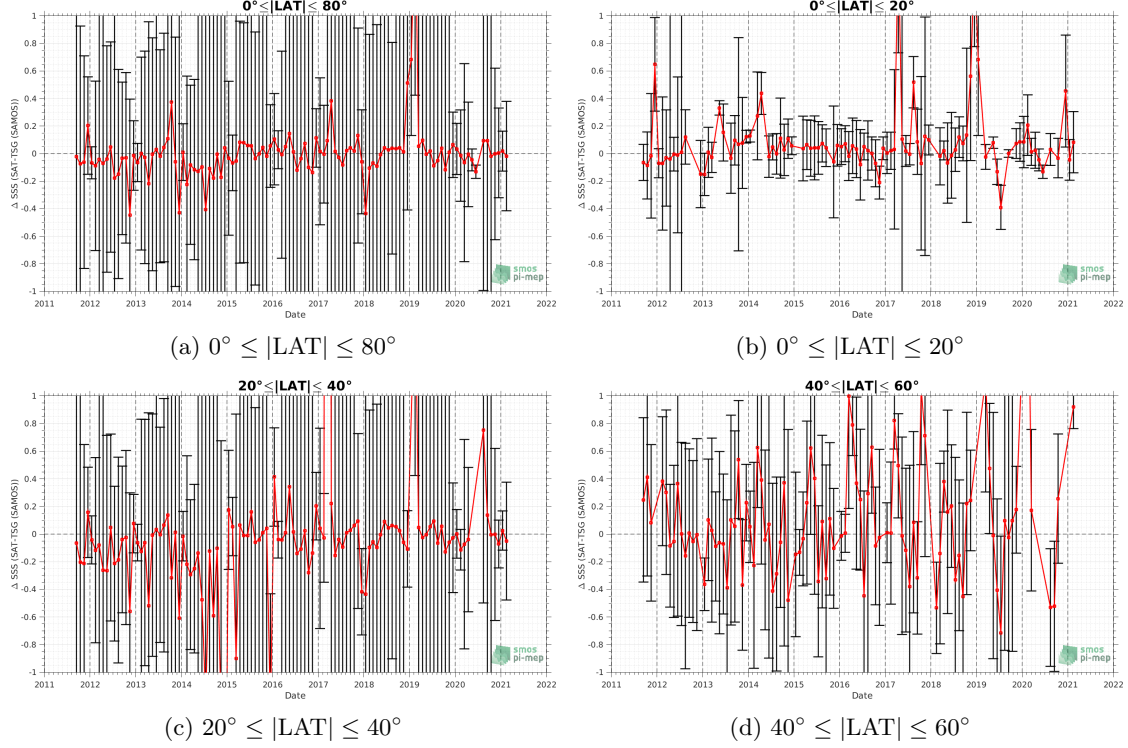 0°≤|LAT|≤ 80°
1
0.8
0.6
0.4
0.2
0
-0.2
-0.4
-0.6
-0.8
-1
Δ SSS (SAT-TSG (SAMOS))
smos
pi-mep
2011 2012 2013 2014 2015 2016 2017 2018 2019 2020 2021 2022
Date
(a) 0° ≤ |LAT| ≤ 80°
0°≤|LAT|≤ 20°
1
0.8
0.6
0.4
0.2
0
-0.2
-0.4
-0.6
-0.8
-1
Δ SSS (SAT-TSG (SAMOS))
smos
pi-mep
2011 2012 2013 2014 2015 2016 2017 2018 2019 2020 2021 2022
Date
(b) 0° ≤ |LAT| ≤ 20°
20°≤|LAT|≤ 40°
1
0.8
0.6
0.4
0.2
0
-0.2
-0.4
-0.6
-0.8
-1
Δ SSS (SAT-TSG (SAMOS))
smos
pi-mep
2011 2012 2013 2014 2015 2016 2017 2018 2019 2020 2021 2022
Date
(c) 20° ≤ |LAT| ≤ 40°
40°≤|LAT|≤ 60°
1
0.8
0.6
0.4
0.2
0
-0.2
-0.4
-0.6
-0.8
-1
Δ SSS (SAT-TSG (SAMOS))
smos
pi-mep
2011 2012 2013 2014 2015 2016 2017 2018 2019 2020 2021 2022
Date
(d) 40° ≤ |LAT| ≤ 60°